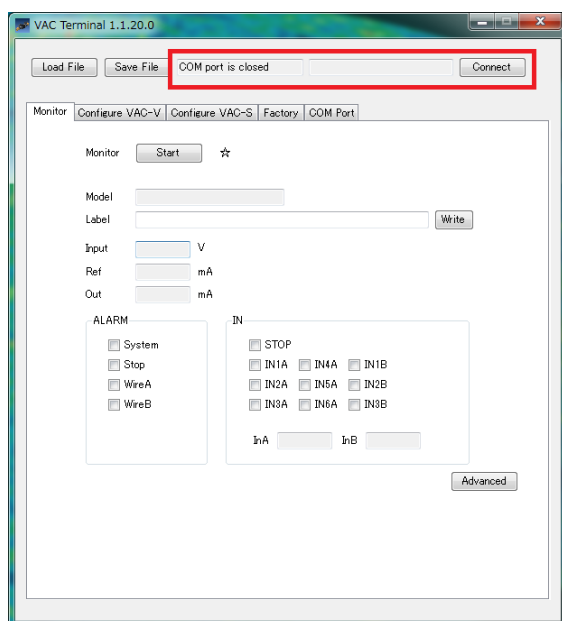 VAC Terminal 1.1.20.0
Load File Save File COM port is closed Connect
Monitor Configure VAC-V Configure VAC-S Factory COM Port
Monitor Start ☆
Model
Label Write
Input V
Ref mA
Out mA
ALARM IN
System STOP
Stop IN1A IN4A IN1B
WireA IN2A IN5A IN2B
WireB IN3A IN6A IN3B
InA InB
Advanced